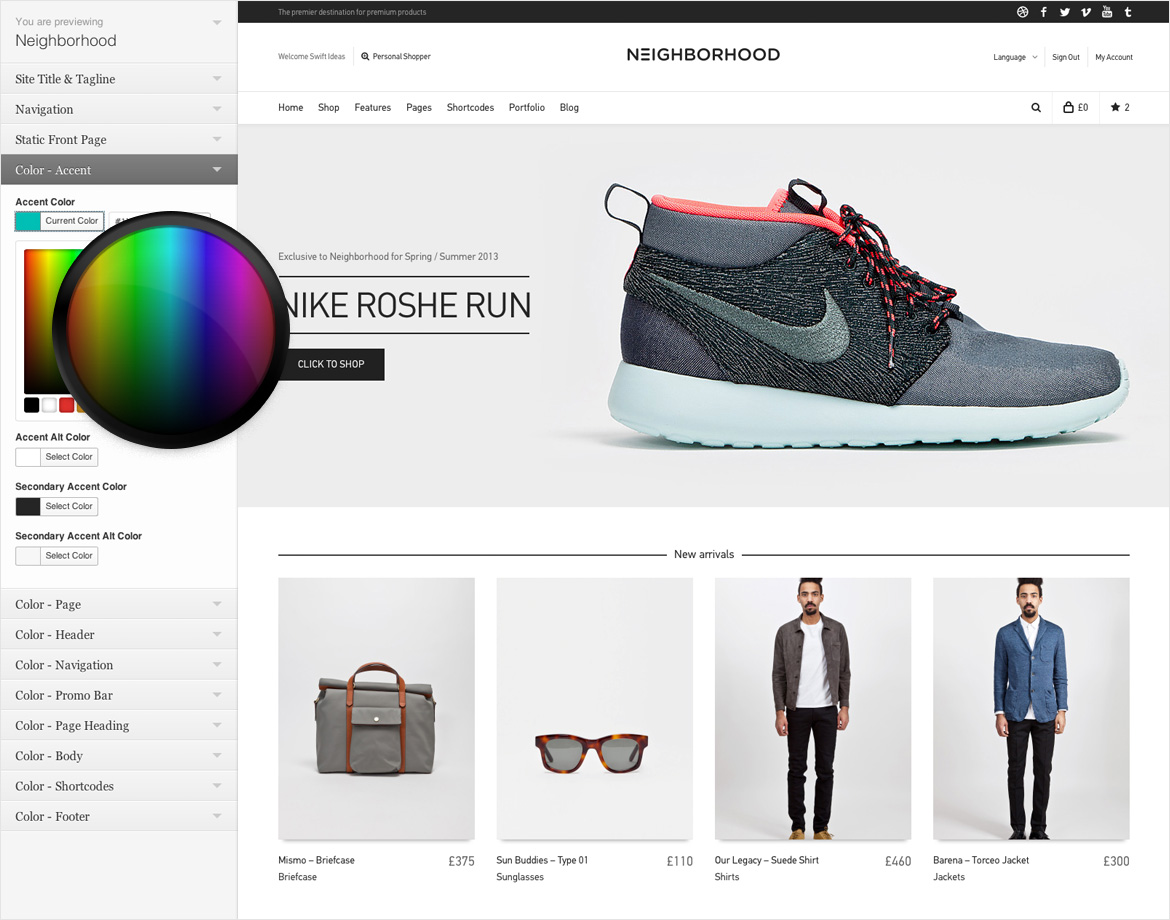 You are previewing
Neighborhood
Site Title & Tagline
Navigation
Static Front Page
Color - Accent
Accent Color
Current Color
Accent Alt Color
Select Color
Secondary Accent Color
Select Color
Secondary Accent Alt Color
Select Color
Color - Page
Color - Header
Color - Navigation
Color - Promo Bar
Color - Page Heading
Color - Body
Color - Shortcodes
Color - Footer
The premier destination for premium products
You Tube
Welcome Swift Ideas Personal Shopper
NEIGHBORHOOD
Language Sign Out My Account
Home Shop Features Pages Shortcodes Portfolio Blog
£0 2
Exclusive to Neighborhood for Spring / Summer 2013
NIKE ROSHE RUN
CLICK TO SHOP
New arrivals
Mismo – Briefcase £375
Briefcase
Sun Buddies – Type 01 £110
Sunglasses
Our Legacy – Suede Shirt £460
Shirts
Barena – Torceo Jacket £300
Jackets